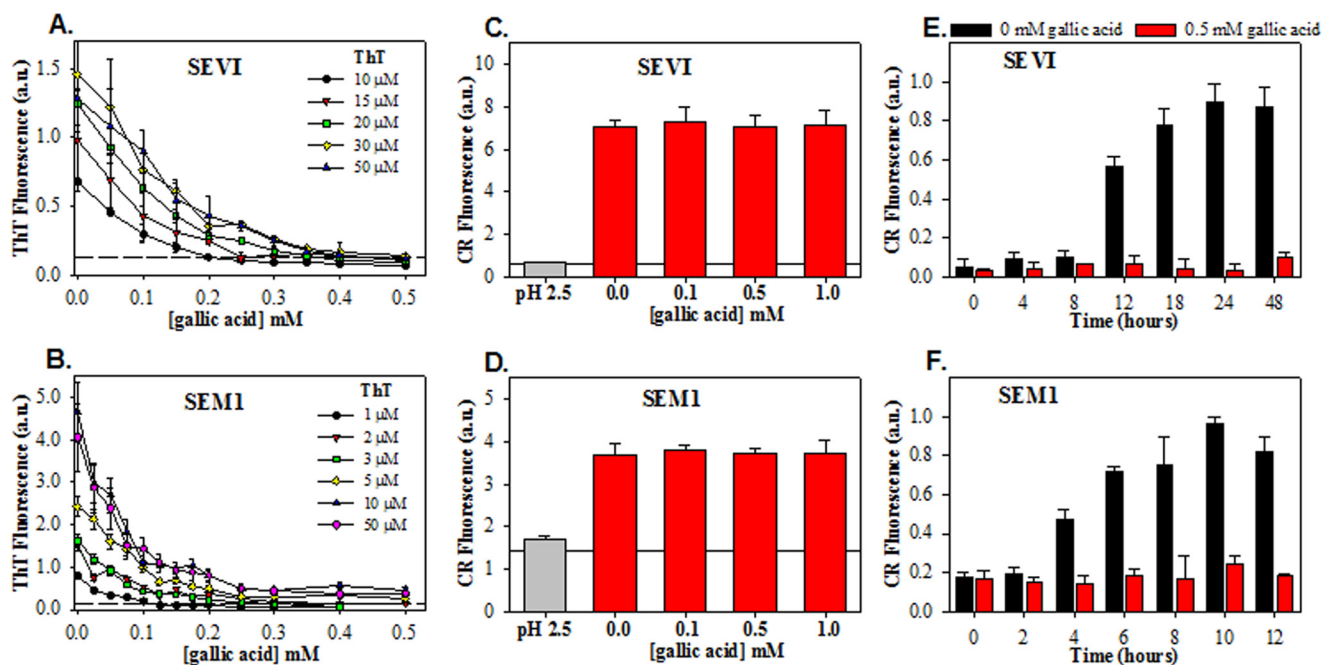 A.
SEVI
ThT
10 µM
15 µM
20 µM
30 µM
50 µM
ThT Fluorescence (a.u.)
1.5
1.0
0.5
0.0
0.0 0.1 0.2 0.3 0.4 0.5
[gallic acid] mM
B.
SEM1
ThT
1 µM
2 µM
3 µM
5 µM
10 µM
50 µM
ThT Fluorescence (a.u.)
5.0
4.0
3.0
2.0
1.0
0.0
0.0 0.1 0.2 0.3 0.4 0.5
[gallic acid] mM
C.
SEVI
CR Fluorescence (a.u.)
10
8
6
4
2
0
pH 2.5 0.0 0.1 0.5 1.0
[gallic acid] mM
D.
SEM1
CR Fluorescence (a.u.)
5
4
3
2
1
0
pH 2.5 0.0 0.1 0.5 1.0
[gallic acid] mM
E.
0 mM gallic acid 0.5 mM gallic acid
SEVI
CR Fluorescence (a.u.)
1.0
0.8
0.6
0.4
0.2
0.0
0 4 8 12 18 24 48
Time (hours)
F.
SEM1
CR Fluorescence (a.u.)
1.0
0.8
0.6
0.4
0.2
0.0
0 2 4 6 8 10 12
Time (hours)